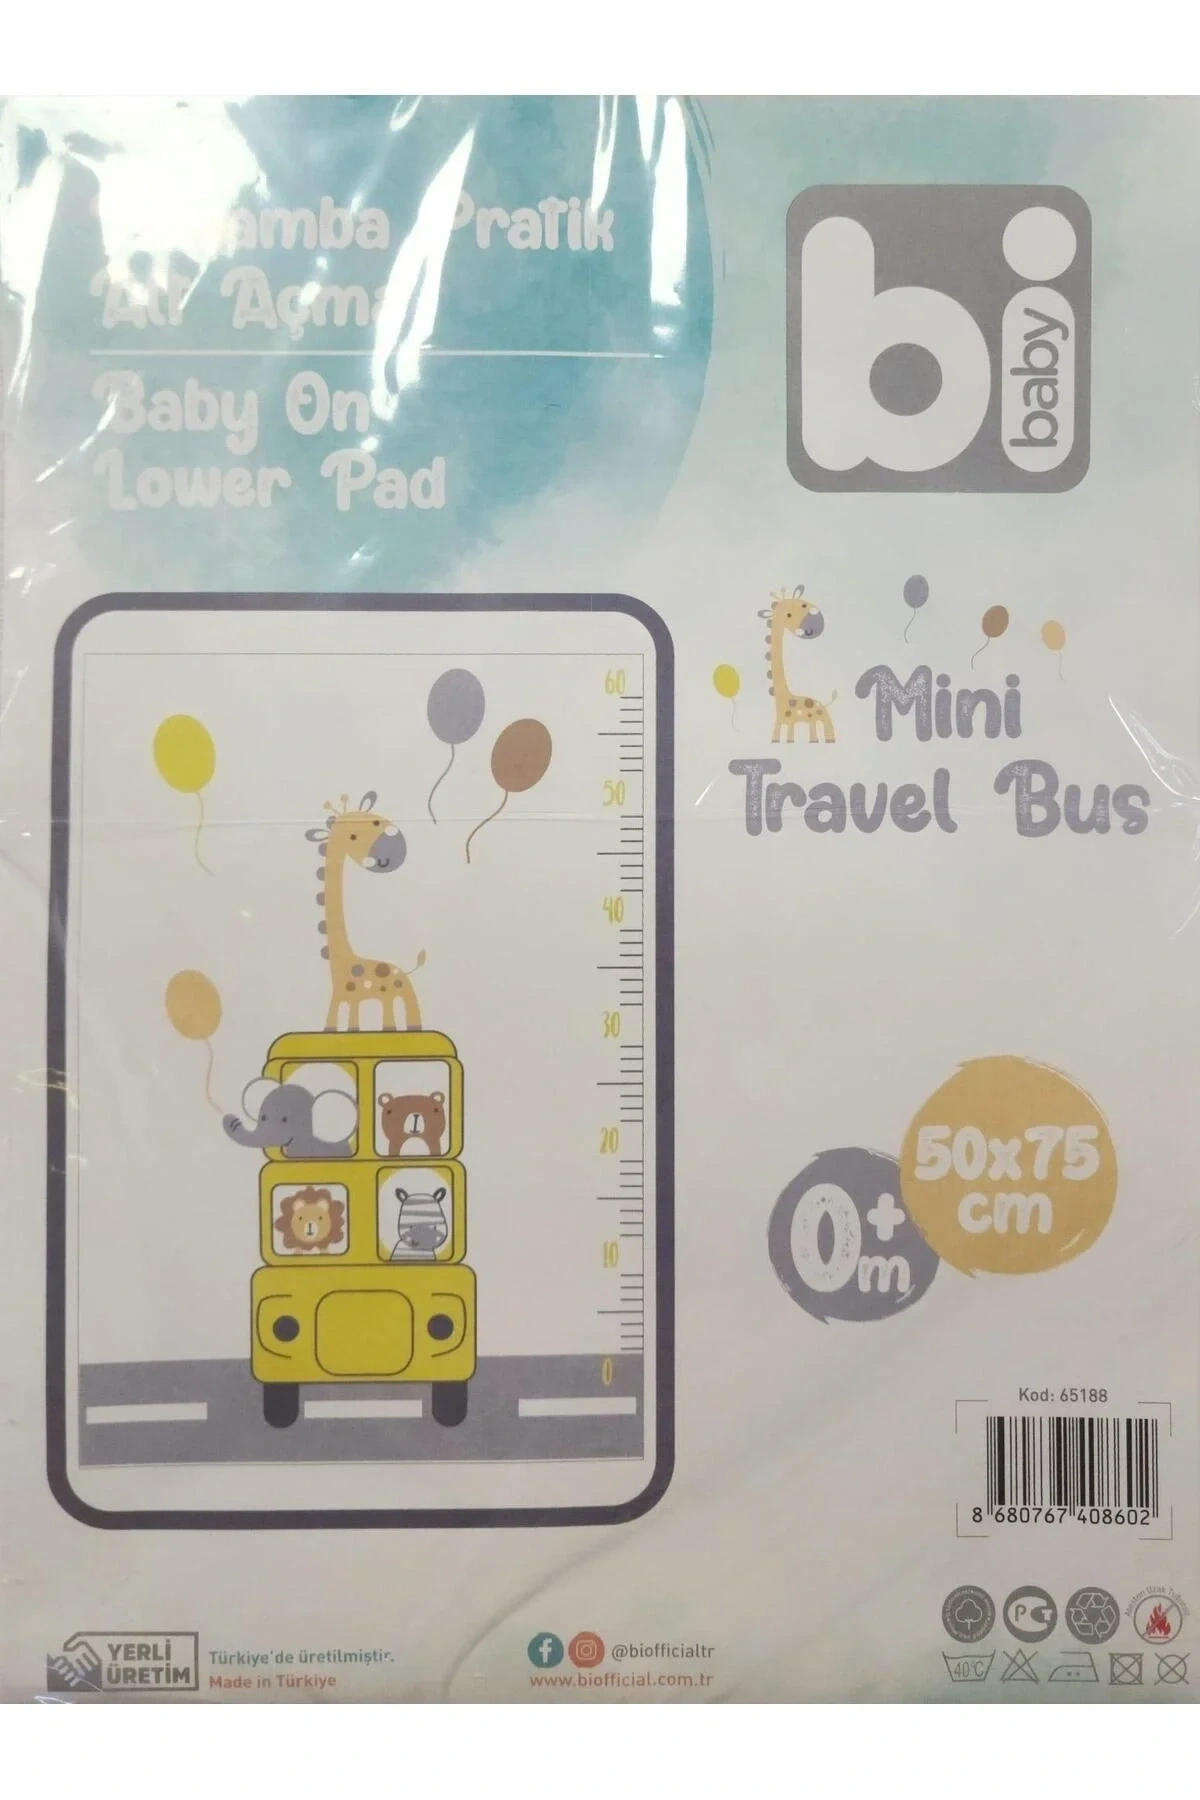 Pratik
Alt Açma
Baby On
Lower Pad
bi
baby
Mini
Travel Bus
60
50
40
30
20
10
0
50x75
cm
0+
m
Kod: 65188
8 680767 408602
PCT
40°C
YERLİ
ÜRETİM
Türkiye'de üretilmiştir.
Made in Türkiye
@biofficialtr
www.biofficial.com.tr